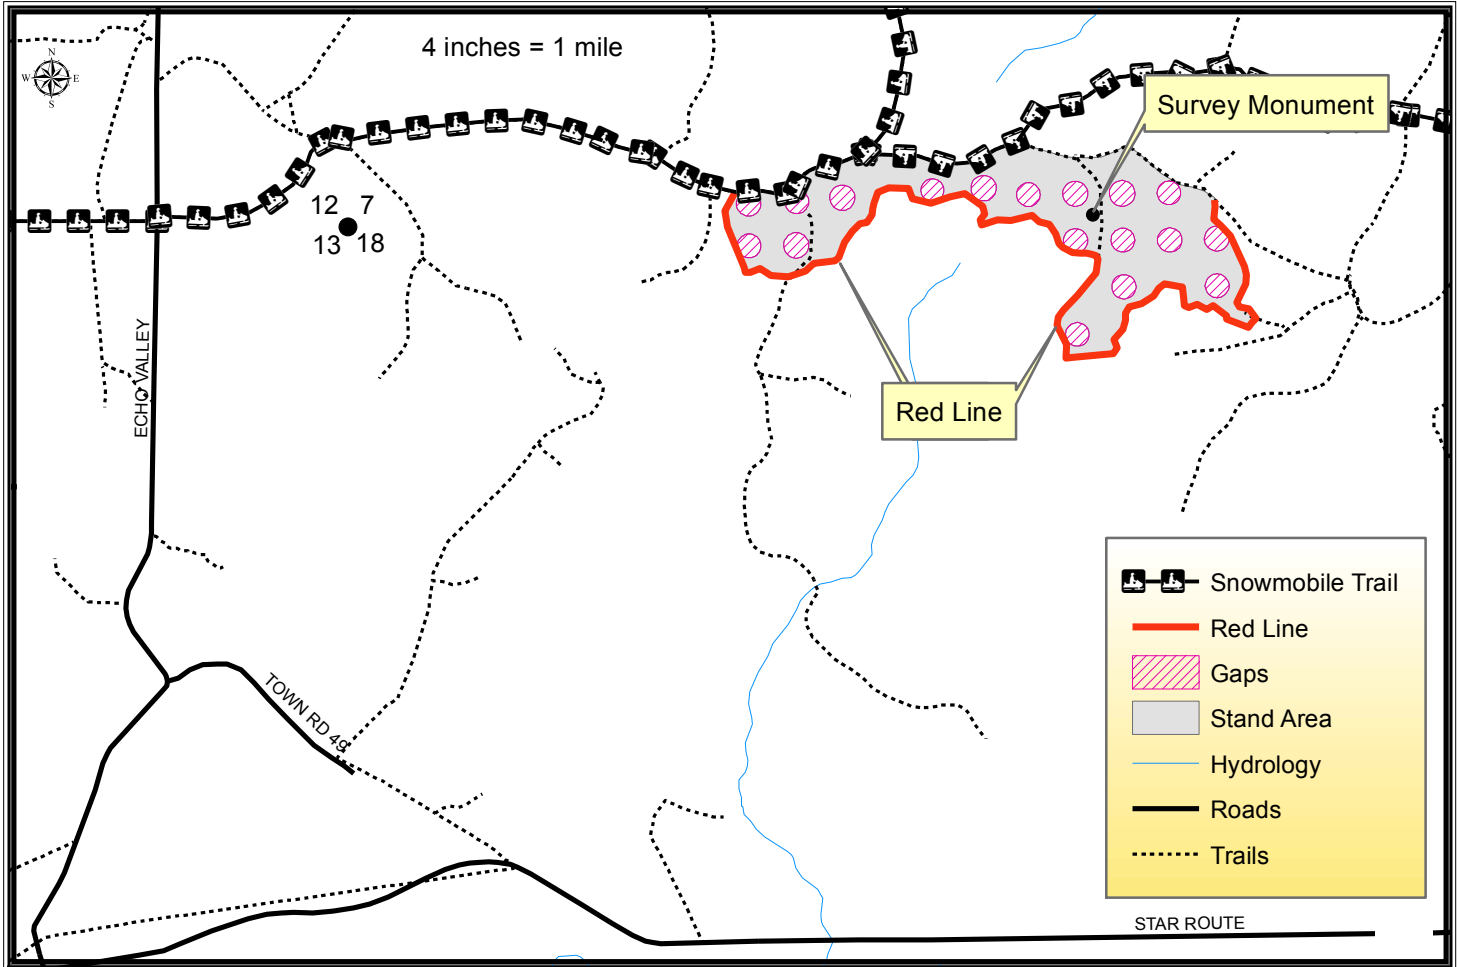 4 inches = 1 mile
N
W E
S
Survey Monument
12 7
13 18
Red Line
ECHO VALLEY
TOWN RD 49
Snowmobile Trail
Red Line
Gaps
Stand Area
Hydrology
Roads
Trails
STAR ROUTE